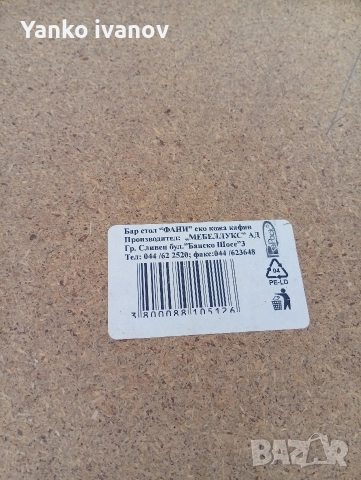 Yanko ivanov
Бар стол "ФАНИ" еко кожа кафяв
Производител: „МЕБЕЛЛУКС" АД
Гр. Сливен бул."Банско Шосе"3
Тел: 044 /62 2520; факс:044 /623648
04
PE-LD
3800088105126
BAZAR